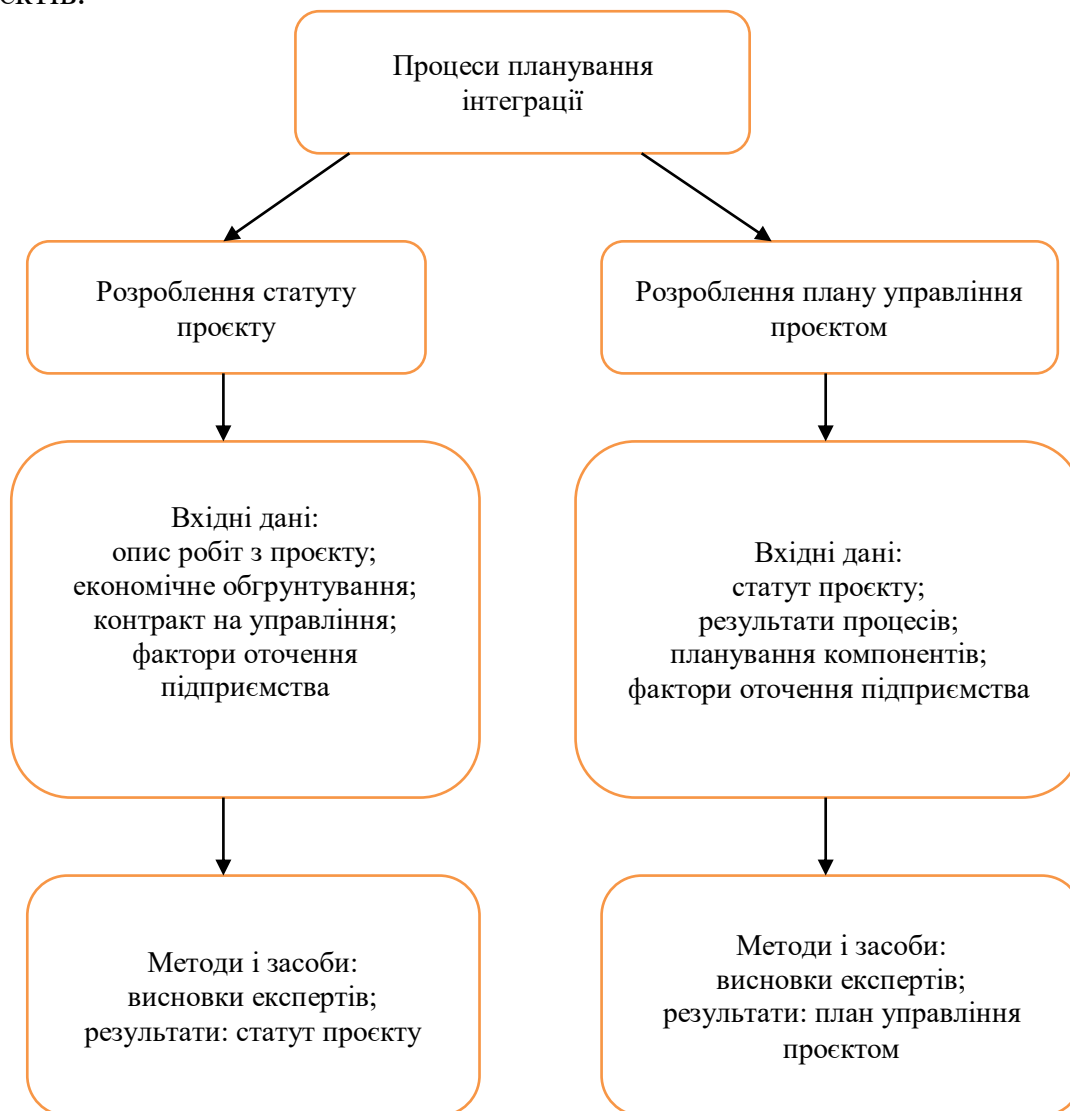 Процеси планування
інтеграції
Розроблення статуту
проєкту
Розроблення плану управління
проєктом
Вхідні дані:
опис робіт з проєкту;
економічне обгрунтування;
контракт на управління;
фактори оточення
підприємства
Вхідні дані:
статут проєкту;
результати процесів;
планування компонентів;
фактори оточення підприємства
Методи і засоби:
висновки експертів;
результати: статут проєкту
Методи і засоби:
висновки експертів;
результати: план управління
проєктом